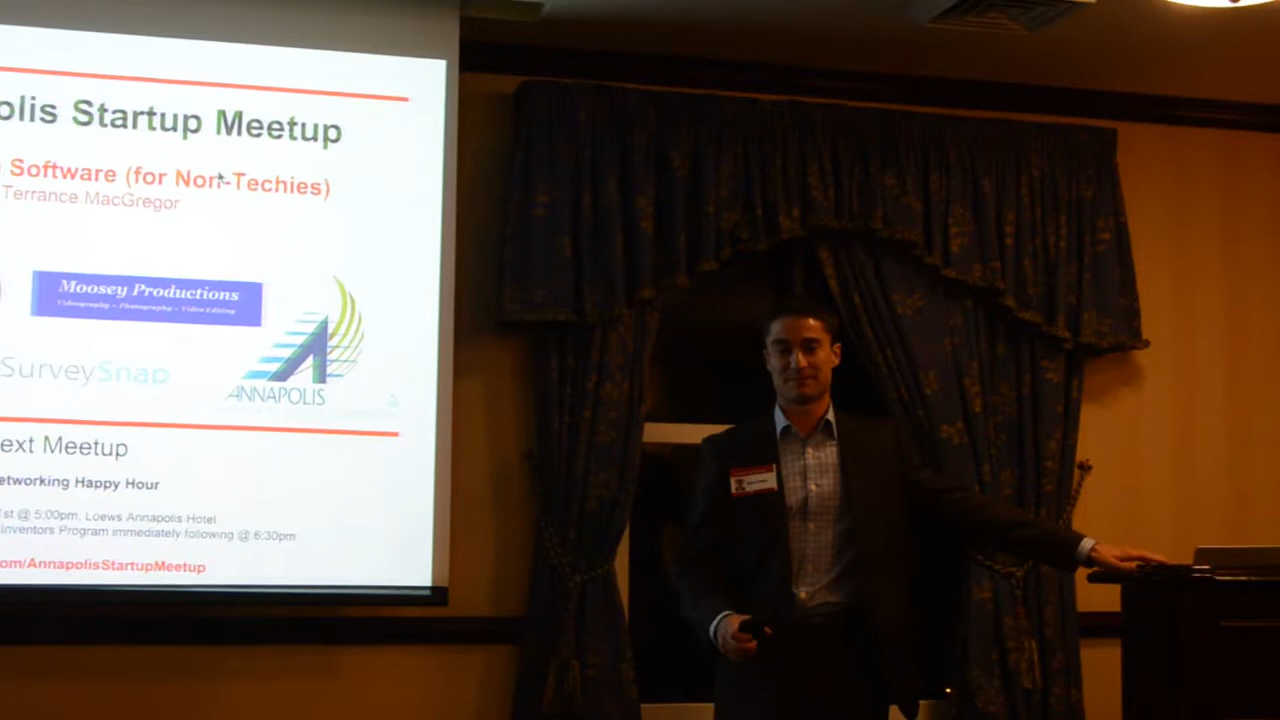 olis Startup Meetup
Software (for Non-Techies)
Terrance MacGregor
Moosey Productions
Videography ~ Photography ~ Video Editing
SurveySnap
ANNAPOLIS
ext Meetup
etworking Happy Hour
1st @ 5:00pm, Loews Annapolis Hotel
Inventors Program immediately following @ 6:30pm
om/AnnapolisStartupMeetup